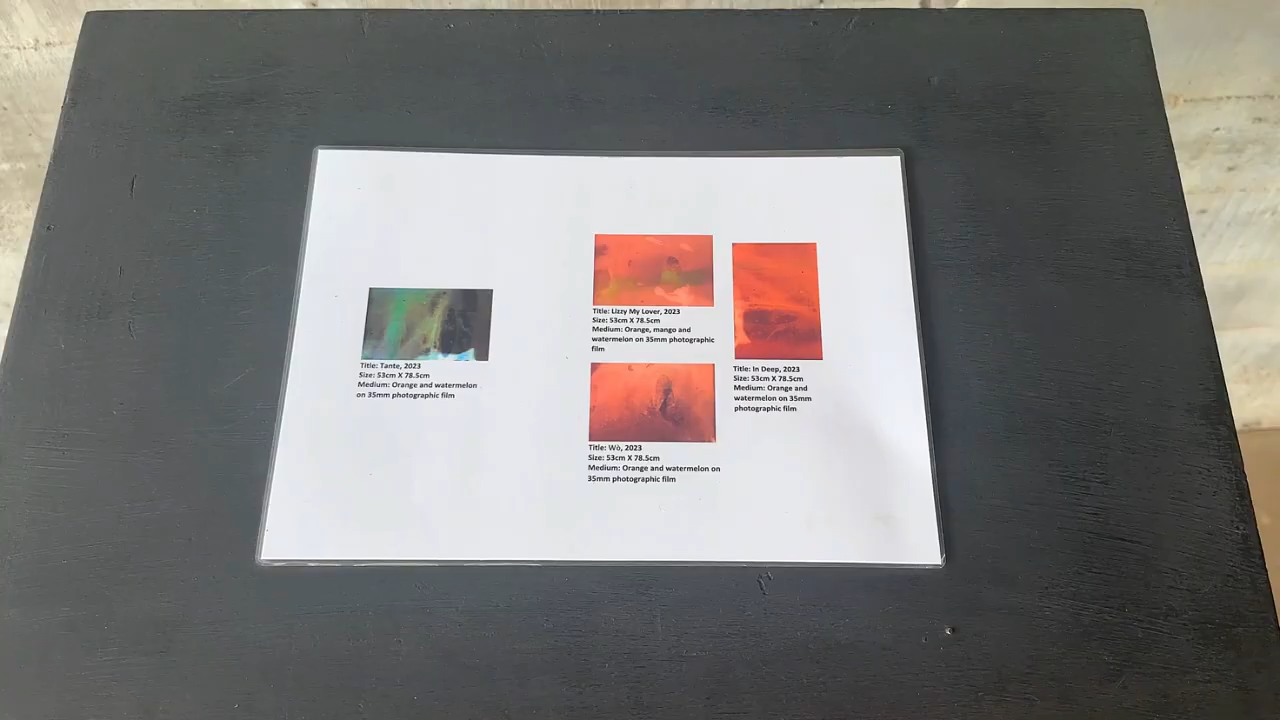 Title: Tante, 2023
Size: 53cm X 78.5cm
Medium: Orange and watermelon
on 35mm photographic film
Title: Lizzy My Lover, 2023
Size: 53cm X 78.5cm
Medium: Orange, mango and
watermelon on 35mm photographic
film
Title: Wò, 2023
Size: 53cm X 78.5cm
Medium: Orange and watermelon on
35mm photographic film
Title: In Deep, 2023
Size: 53cm X 78.5cm
Medium: Orange and
watermelon on 35mm
photographic film